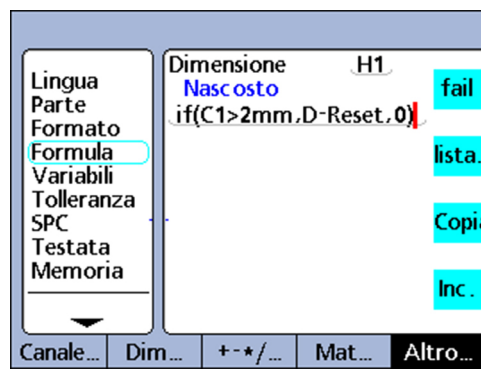 Lingua
Parte
Formato
Formula
Variabili
Tolleranza
SPC
Testata
Memoria
Dimensione H1
Nascosto
if(C1>2mm,D-Reset,0)
fail
lista.
Copi
Inc.
Canale... Dim... +-*/... Mat... Altro...